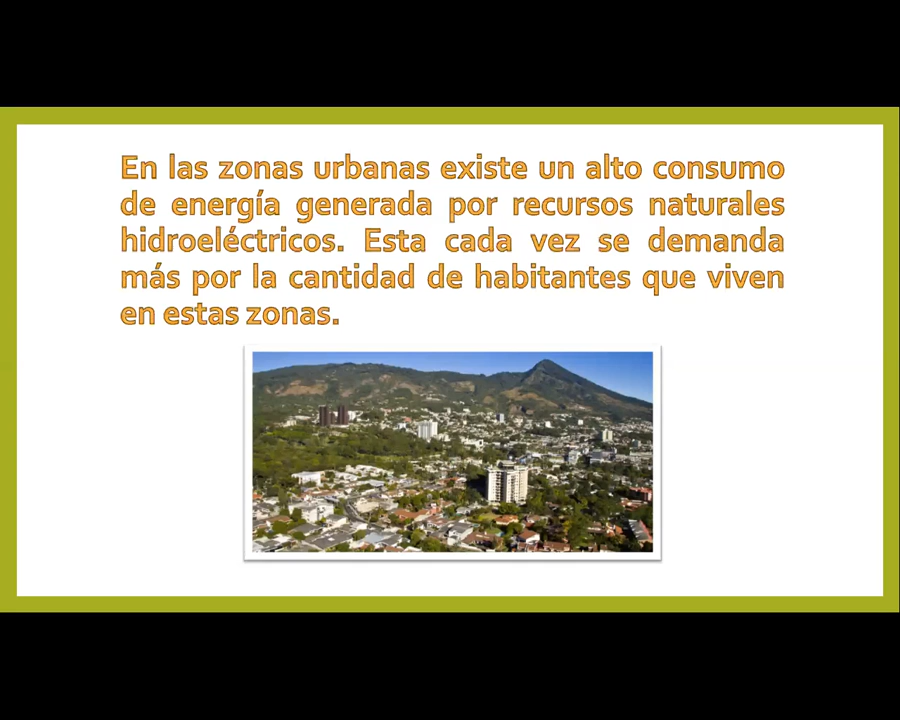 En las zonas urbanas existe un alto consumo
de energía generada por recursos naturales
hidroeléctricos. Esta cada vez se demanda
más por la cantidad de habitantes que viven
en estas zonas.